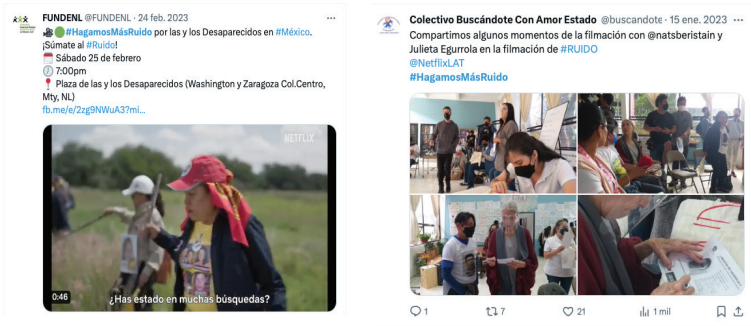 FUNDENL @FUNDENL · 24 feb. 2023
#HagamosMásRuido por las y los Desaparecidos en #México.
¡Súmate al #Ruido!
Sábado 25 de febrero
7:00pm
Plaza de las y los Desaparecidos (Washington y Zaragoza Col.Centro,
Mty, NL)
fb.me/e/2zg9NWuA3?mi...
NETFLIX
0:46
¿Has estado en muchas búsquedas?
Colectivo Buscándote Con Amor Estado @buscandote · 15 ene. 2023
Compartimos algunos momentos de la filmación con @natsberistain y
Julieta Egurrola en la filmación de #RUIDO
@NetflixLAT
#HagamosMásRuido
1 7 21 1 mil